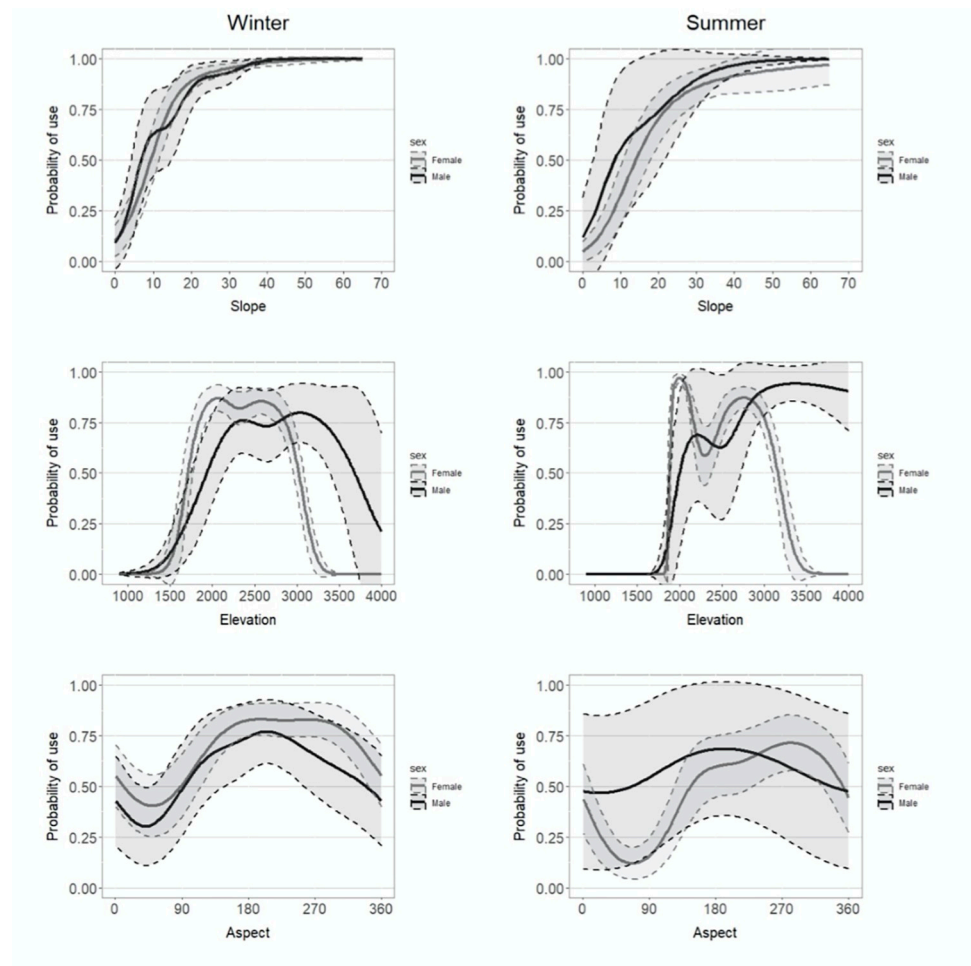 Winter
Summer
1.00
0.75
0.50
0.25
0.00
Probability of use
0 10 20 30 40 50 60 70
Slope
sex
Female
Male
1.00
0.75
0.50
0.25
0.00
Probability of use
0 10 20 30 40 50 60 70
Slope
sex
Female
Male
1.00
0.75
0.50
0.25
0.00
Probability of use
1000 1500 2000 2500 3000 3500 4000
Elevation
sex
Female
Male
1.00
0.75
0.50
0.25
0.00
Probability of use
1000 1500 2000 2500 3000 3500 4000
Elevation
sex
Female
Male
1.00
0.75
0.50
0.25
0.00
Probability of use
0 90 180 270 360
Aspect
sex
Female
Male
1.00
0.75
0.50
0.25
0.00
Probability of use
0 90 180 270 360
Aspect
sex
Female
Male